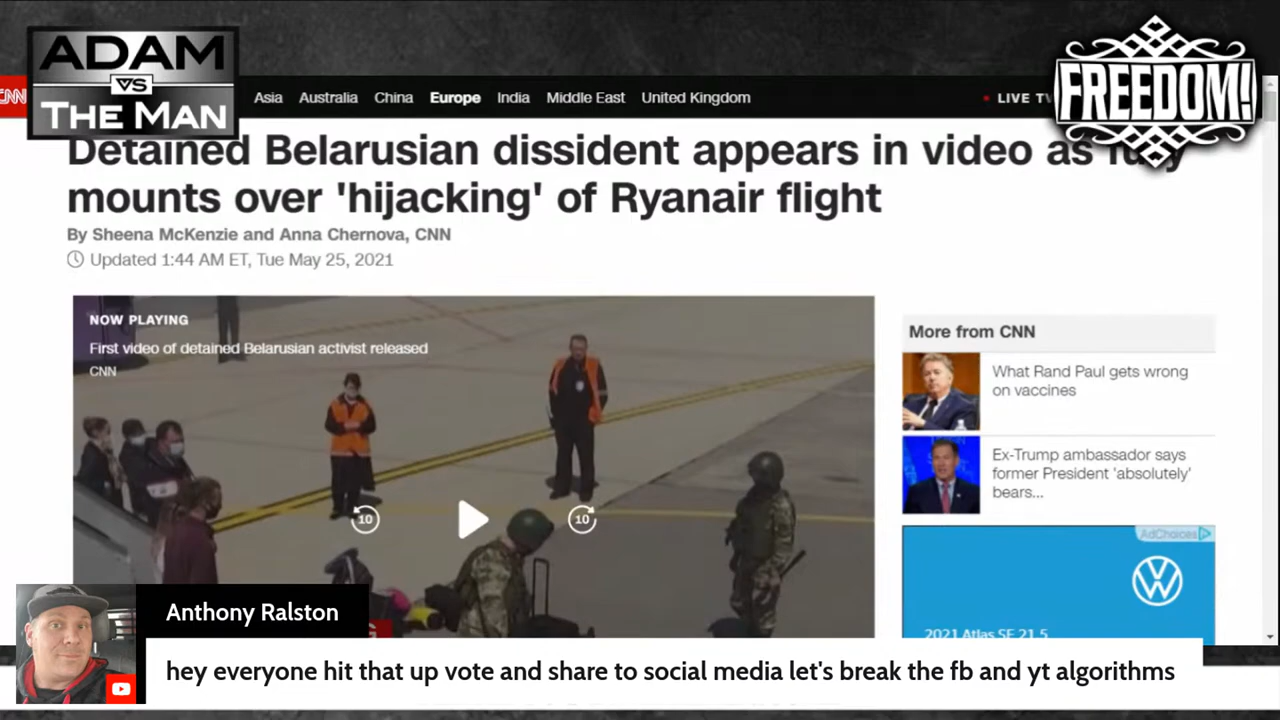 ADAM
VS
THE MAN
FREEDOM!
CNN
Asia Australia China Europe India Middle East United Kingdom
LIVE TV
Detained Belarusian dissident appears in video as fury
mounts over 'hijacking' of Ryanair flight
By Sheena McKenzie and Anna Chernova, CNN
Updated 1:44 AM ET, Tue May 25, 2021
NOW PLAYING
First video of detained Belarusian activist released
CNN
10
10
More from CNN
What Rand Paul gets wrong
on vaccines
Ex-Trump ambassador says
former President 'absolutely'
bears...
AdChoices
2021 Atlas SE 21.5
Anthony Ralston
hey everyone hit that up vote and share to social media let's break the fb and yt algorithms